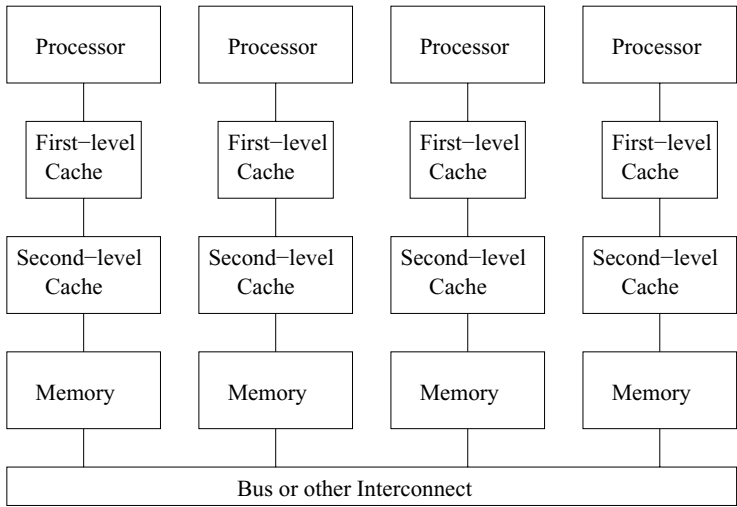 Processor
Processor
Processor
Processor
First−level
Cache
First−level
Cache
First−level
Cache
First−level
Cache
Second−level
Cache
Second−level
Cache
Second−level
Cache
Second−level
Cache
Memory
Memory
Memory
Memory
Bus or other Interconnect